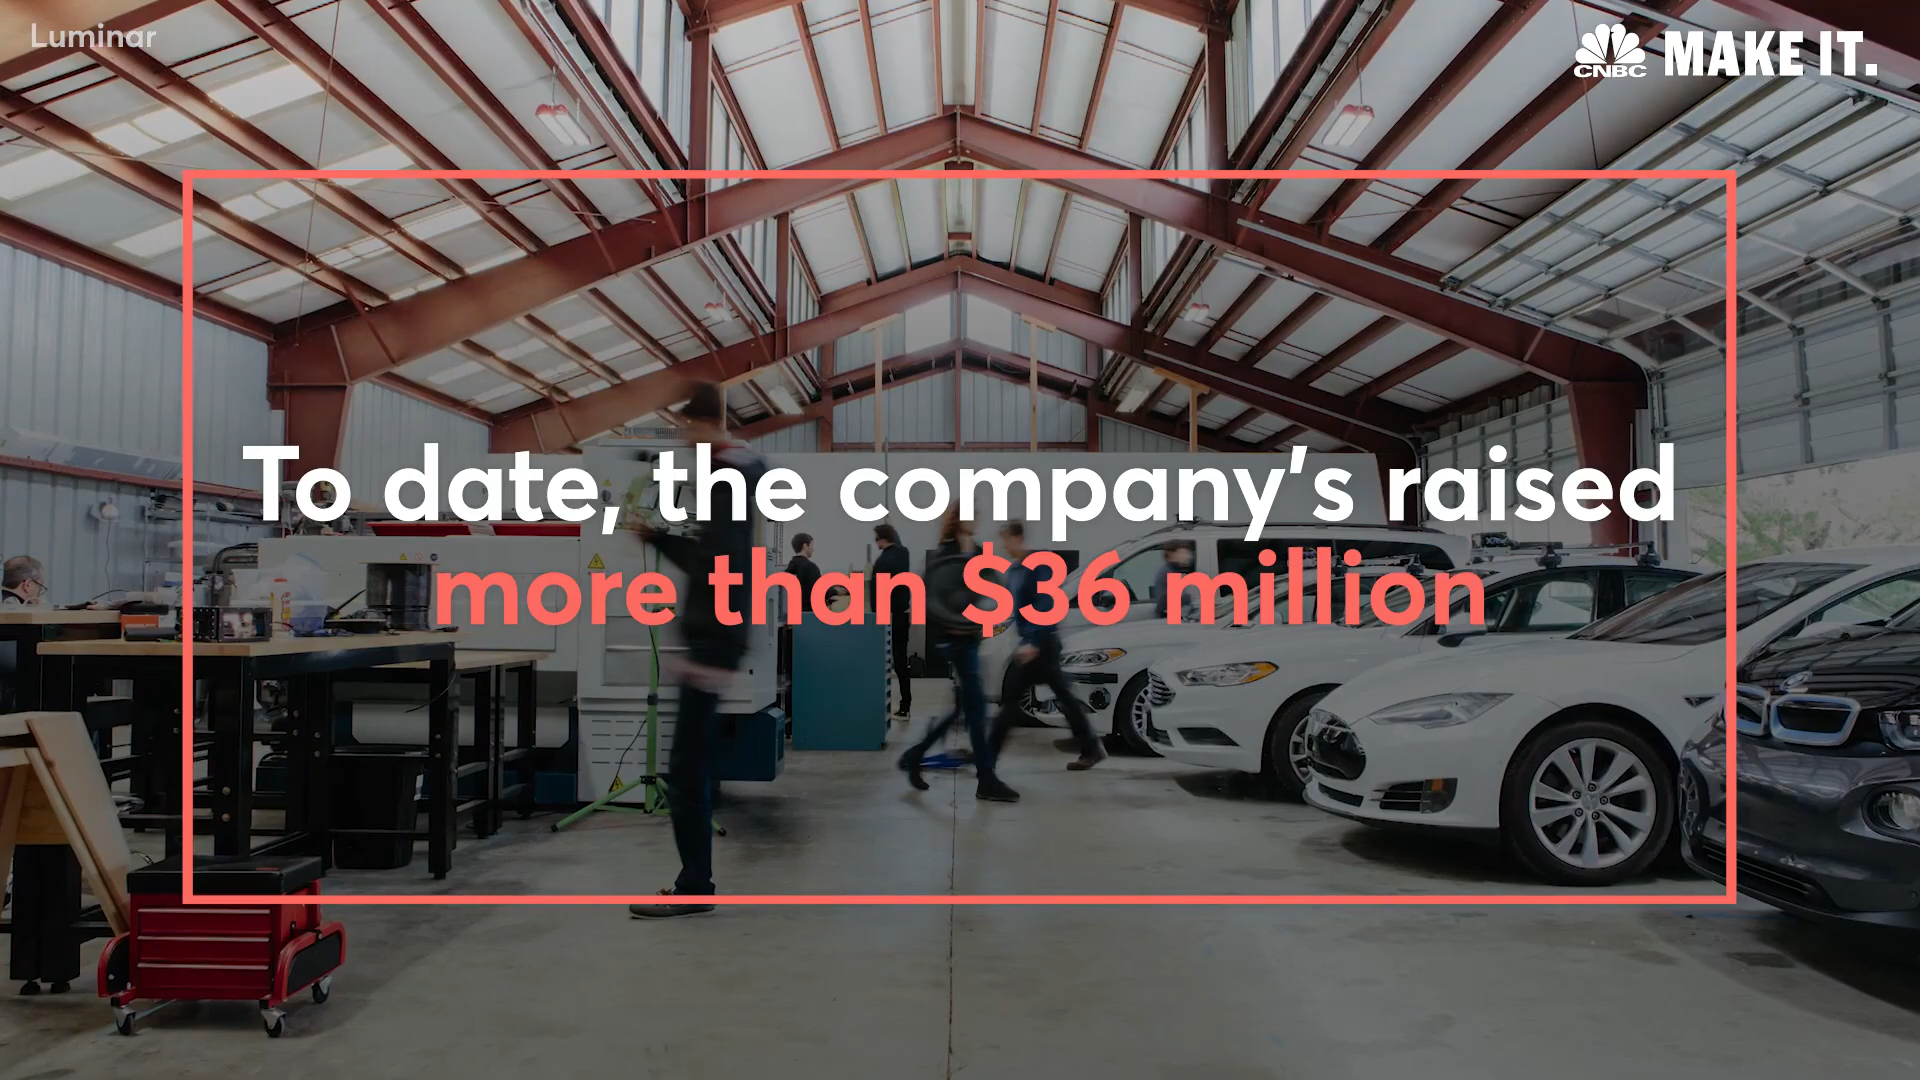 Luminar
CNBC MAKE IT.
To date, the company's raised
more than $36 million